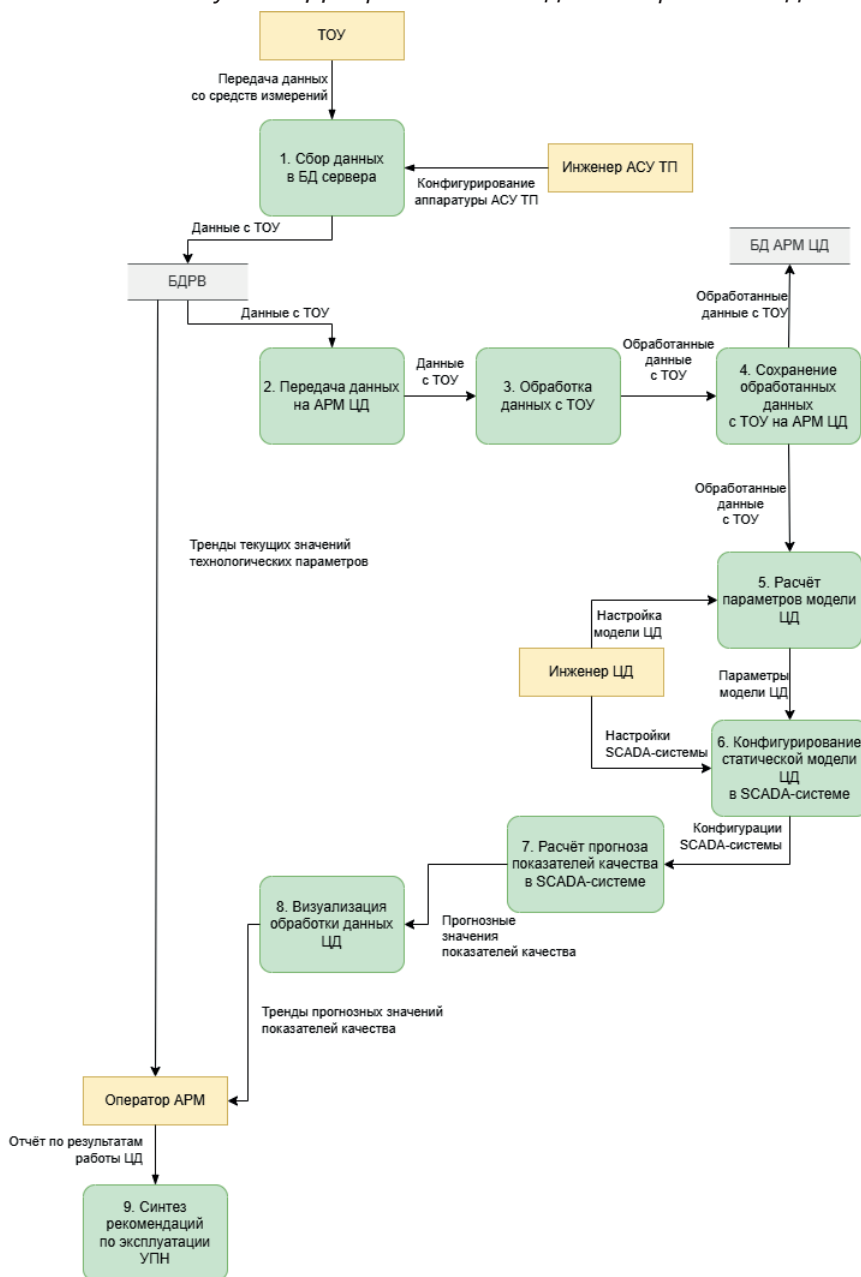 ТОУ
Передача данных
со средств измерений
1. Сбор данных
в БД сервера
Инженер АСУ ТП
Конфигурирование
аппаратуры АСУ ТП
Данные с ТОУ
БДРВ
БД АРМ ЦД
Обработанные
данные с ТОУ
Данные с ТОУ
2. Передача данных
на АРМ ЦД
Данные
с ТОУ
3. Обработка
данных с ТОУ
Обработанные
данные
с ТОУ
4. Сохранение
обработанных
данных
с ТОУ на АРМ ЦД
Обработанные
данные
с ТОУ
Тренды текущих значений
технологических параметров
5. Расчёт
параметров модели
ЦД
Настройка
модели ЦД
Инженер ЦД
Параметры
модели ЦД
Настройки
SCADA-системы
6. Конфигурирование
статической модели
ЦД
в SCADA-системе
Конфигурации
SCADA-системы
7. Расчёт прогноза
показателей качества
в SCADA-системе
8. Визуализация
обработки данных
ЦД
Прогнозные
значения
показателей качества
Тренды прогнозных значений
показателей качества
Оператор АРМ
Отчёт по результатам
работы ЦД
9. Синтез
рекомендаций
по эксплуатации
УПН